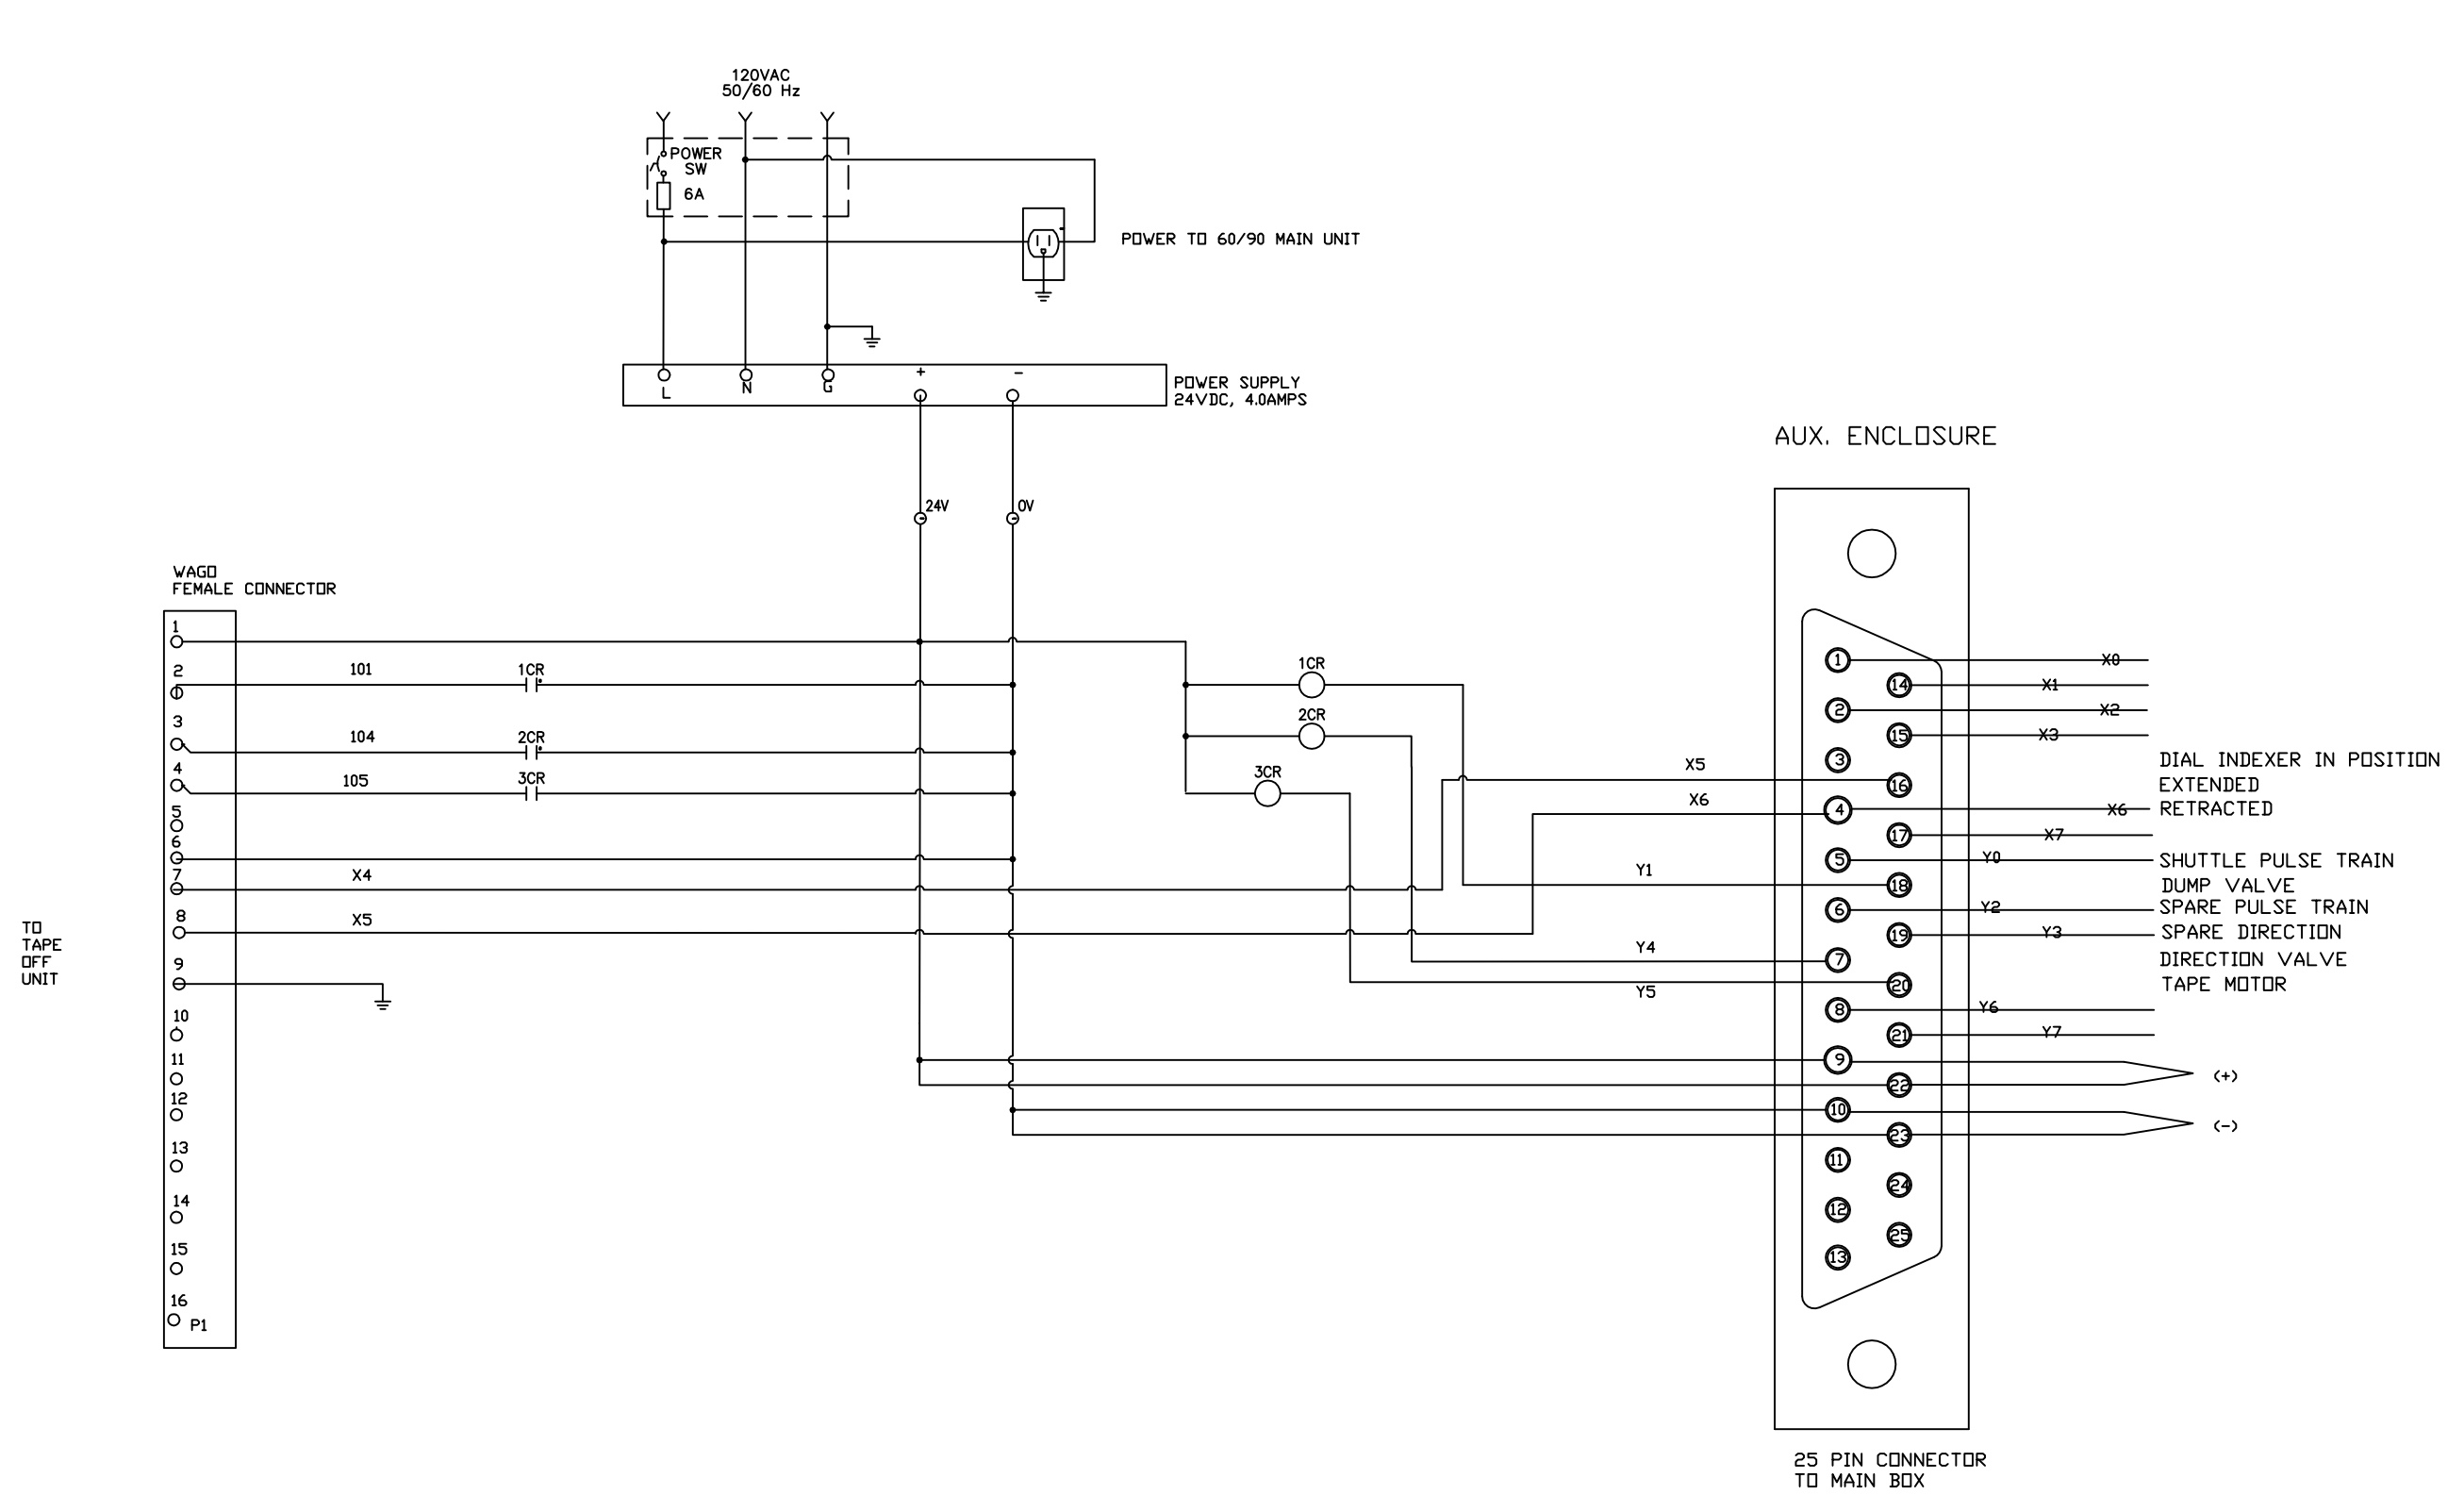 120VAC
50/60 Hz
POWER
SW
6A
POWER TO 60/90 MAIN UNIT
+
−
L
N
G
POWER SUPPLY
24VDC, 4.0AMPS
24V
0V
AUX. ENCLOSURE
WAGO
FEMALE CONNECTOR
1
2
3
4
5
6
7
8
9
10
11
12
13
14
15
16
P1
TO
TAPE
OFF
UNIT
101
1CR
104
2CR
105
3CR
X4
X5
1CR
2CR
3CR
X5
X6
Y1
Y4
Y5
1
14
2
15
3
16
4
17
5
18
6
19
7
20
8
21
9
22
10
23
11
24
12
25
13
X0
X1
X2
X3
DIAL INDEXER IN POSITION
EXTENDED
X6 RETRACTED
X7
Y0 SHUTTLE PULSE TRAIN
DUMP VALVE
Y2 SPARE PULSE TRAIN
Y3 SPARE DIRECTION
DIRECTION VALVE
TAPE MOTOR
Y6
Y7
(+)
(−)
25 PIN CONNECTOR
TO MAIN BOX